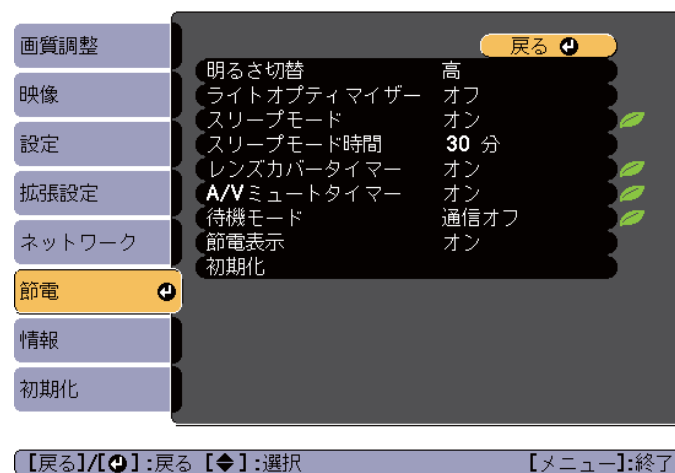 画質調整
映像
設定
拡張設定
ネットワーク
節電
情報
初期化
戻る
明るさ切替 高
ライトオプティマイザー オフ
スリープモード オン
スリープモード時間 30 分
レンズカバータイマー オン
A/Vミュートタイマー オン
待機モード 通信オフ
節電表示 オン
初期化
【戻る]/[ ]:戻る 【 】:選択 【メニュー]:終了